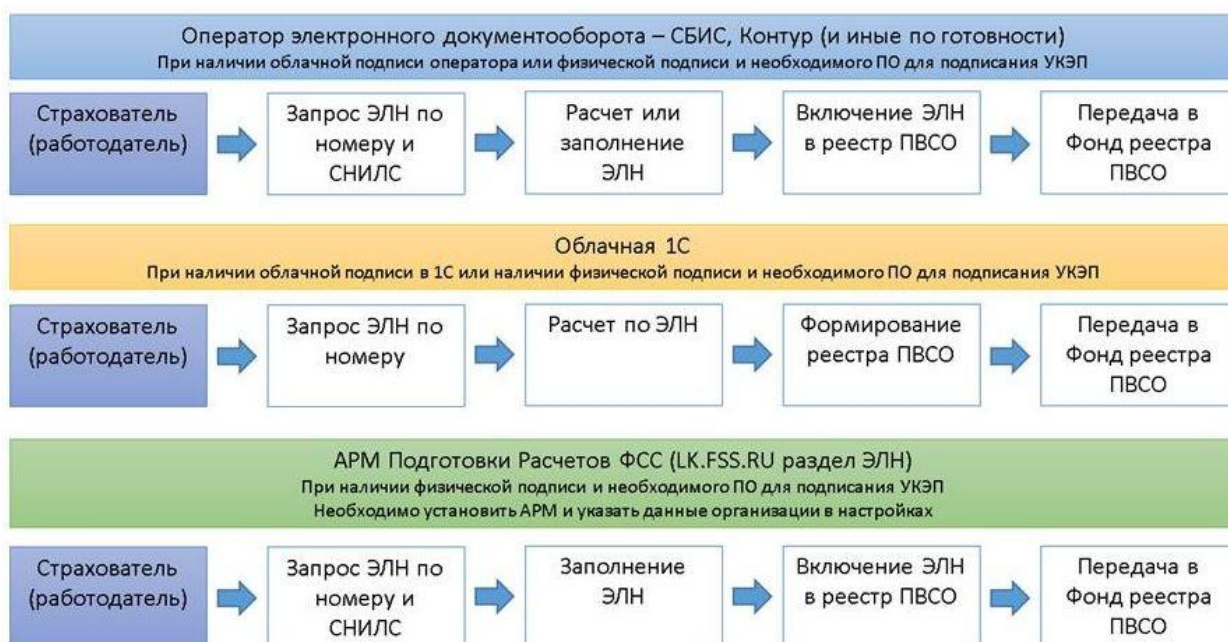 Оператор электронного документооборота – СБИС, Контур (и иные по готовности)
При наличии облачной подписи оператора или физической подписи и необходимого ПО для подписания УКЭП
Страхователь
(работодатель)
Запрос ЭЛН по
номеру и
СНИЛС
Расчет или
заполнение
ЭЛН
Включение ЭЛН
в реестр ПВСО
Передача в
Фонд реестра
ПВСО
Облачная 1С
При наличии облачной подписи в 1С или наличии физической подписи и необходимого ПО для подписания УКЭП
Страхователь
(работодатель)
Запрос ЭЛН по
номеру
Расчет по ЭЛН
Формирование
реестра ПВСО
Передача в
Фонд реестра
ПВСО
АРМ Подготовки Расчетов ФСС (LK.FSS.RU раздел ЭЛН)
При наличии физической подписи и необходимого ПО для подписания УКЭП
Необходимо установить АРМ и указать данные организации в настройках
Страхователь
(работодатель)
Запрос ЭЛН по
номеру и
СНИЛС
Заполнение
ЭЛН
Включение ЭЛН
в реестр ПВСО
Передача в
Фонд реестра
ПВСО